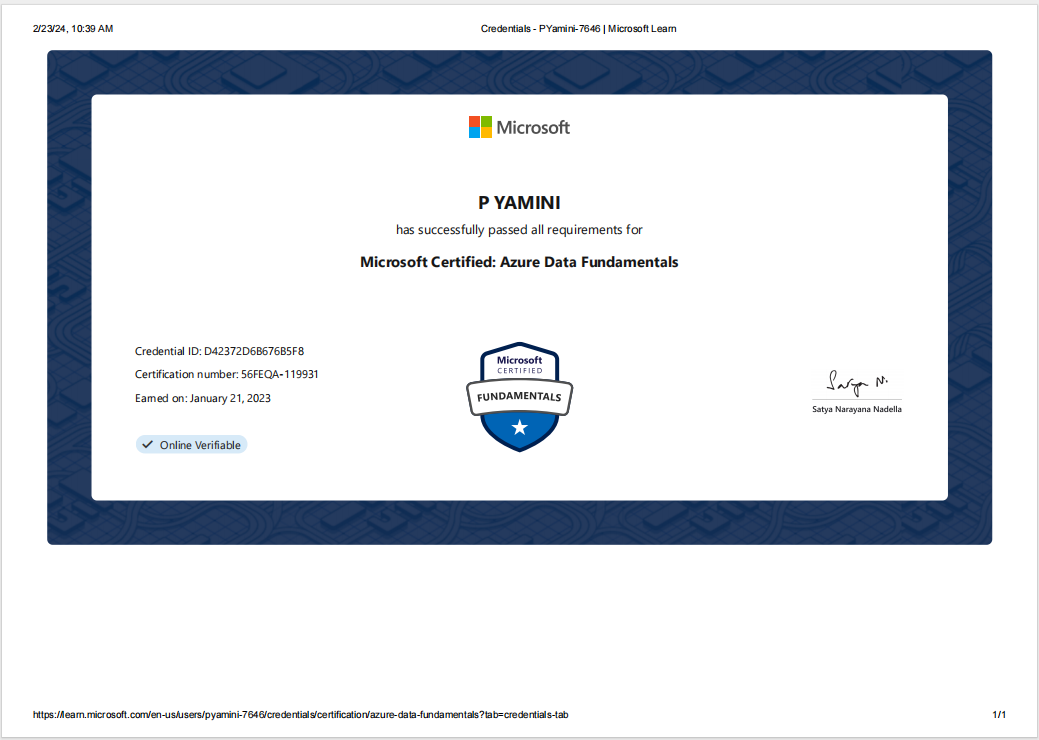 2/23/24, 10:39 AM
Credentials - PYamini-7646 | Microsoft Learn
Microsoft
P YAMINI
has successfully passed all requirements for
Microsoft Certified: Azure Data Fundamentals
Credential ID: D42372D6B676B5F8
Certification number: 56FEQA-119931
Earned on: January 21, 2023
Online Verifiable
Microsoft
CERTIFIED
FUNDAMENTALS
Satya N.
Satya Narayana Nadella
https://learn.microsoft.com/en-us/users/pyamini-7646/credentials/certification/azure-data-fundamentals?tab=credentials-tab
1/1